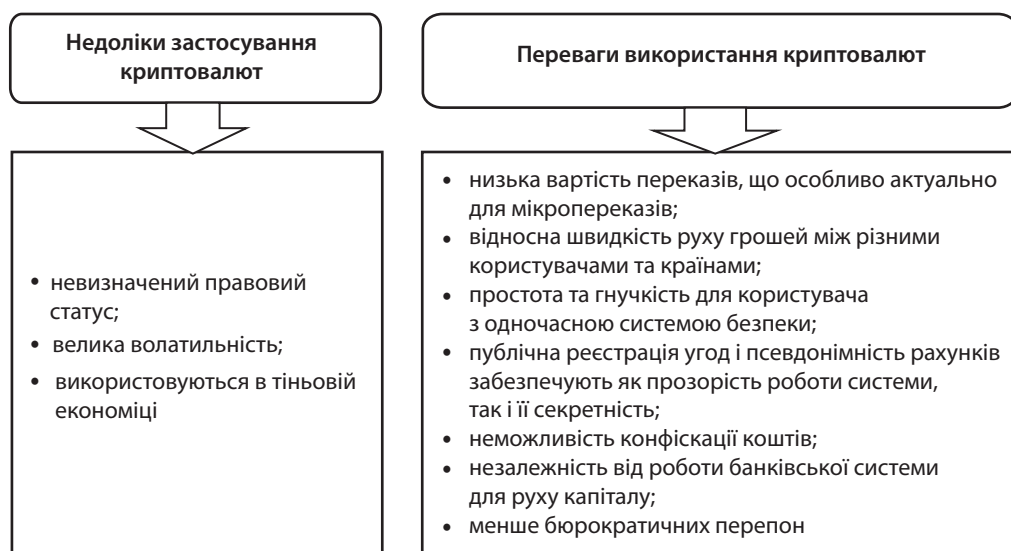 Недоліки застосування
криптовалют
• невизначений правовий
статус;
• велика волатильність;
• використовуються в тіньовій
економіці
Переваги використання криптовалют
• низька вартість переказів, що особливо актуально
для мікропереказів;
• відносна швидкість руху грошей між різними
користувачами та країнами;
• простота та гнучкість для користувача
з одночасною системою безпеки;
• публічна реєстрація угод і псевдонімність рахунків
забезпечують як прозорість роботи системи,
так і її секретність;
• неможливість конфіскації коштів;
• незалежність від роботи банківської системи
для руху капіталу;
• менше бюрократичних перепон